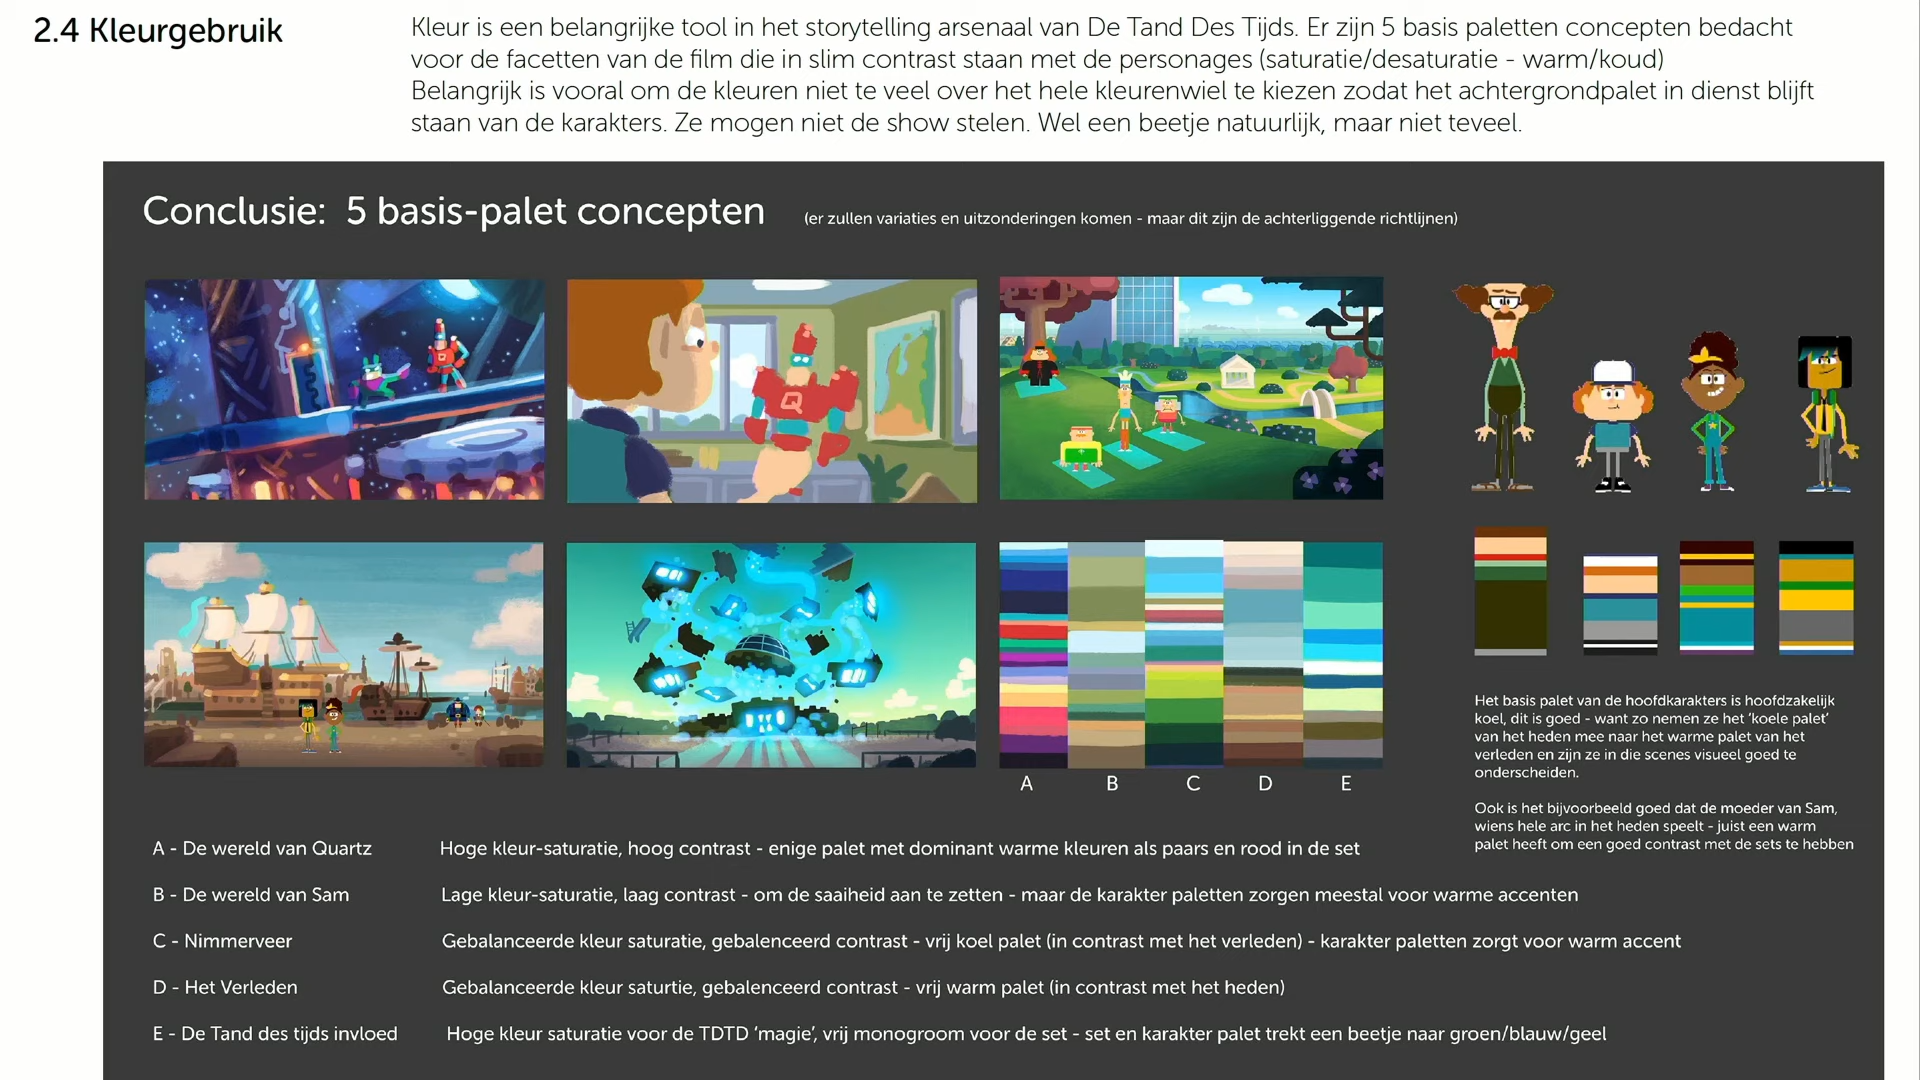 2.4 Kleurgebruik
Kleur is een belangrijke tool in het storytelling arsenaal van De Tand Des Tijds. Er zijn 5 basis paletten concepten bedacht
voor de facetten van de film die in slim contrast staan met de personages (saturatie/desaturatie - warm/koud)
Belangrijk is vooral om de kleuren niet te veel over het hele kleurenwiel te kiezen zodat het achtergrondpalet in dienst blijft
staan van de karakters. Ze mogen niet de show stelen. Wel een beetje natuurlijk, maar niet teveel.
Conclusie: 5 basis-palet concepten
(er zullen variaties en uitzonderingen komen - maar dit zijn de achterliggende richtlijnen)
Q
Q
A B C D E
Het basis palet van de hoofdkarakters is hoofdzakelijk
koel, dit is goed - want zo nemen ze het 'koele palet'
van het heden mee naar het warme palet van het
verleden en zijn ze in die scenes visueel goed te
onderscheiden.
Ook is het bijvoorbeeld goed dat de moeder van Sam,
wiens hele arc in het heden speelt - juist een warm
palet heeft om een goed contrast met de sets te hebben
A - De wereld van Quartz Hoge kleur-saturatie, hoog contrast - enige palet met dominant warme kleuren als paars en rood in de set
B - De wereld van Sam Lage kleur-saturatie, laag contrast - om de saaiheid aan te zetten - maar de karakter paletten zorgen meestal voor warme accenten
C - Nimmerveer Gebalanceerde kleur saturatie, gebalenceerd contrast - vrij koel palet (in contrast met het verleden) - karakter paletten zorgt voor warm accent
D - Het Verleden Gebalanceerde kleur saturtie, gebalenceerd contrast - vrij warm palet (in contrast met het heden)
E - De Tand des tijds invloed Hoge kleur saturatie voor de TDTD 'magie', vrij monogroom voor de set - set en karakter palet trekt een beetje naar groen/blauw/geel